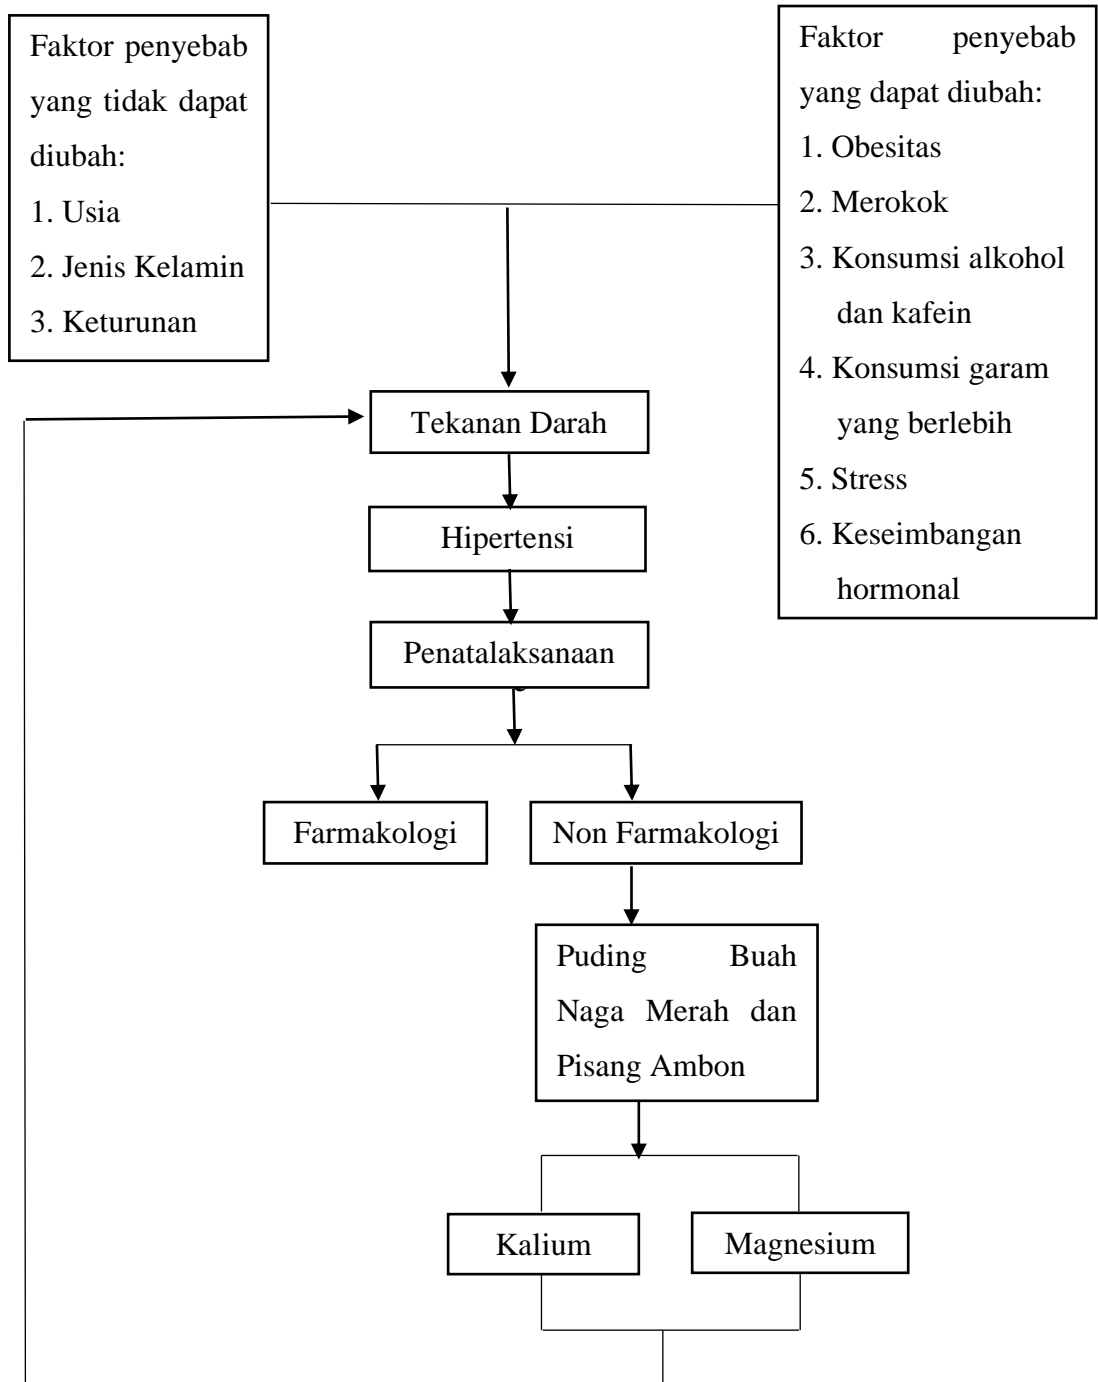 Faktor penyebab
yang tidak dapat
diubah:
1. Usia
2. Jenis Kelamin
3. Keturunan
Faktor penyebab
yang dapat diubah:
1. Obesitas
2. Merokok
3. Konsumsi alkohol
dan kafein
4. Konsumsi garam
yang berlebih
5. Stress
6. Keseimbangan
hormonal
Tekanan Darah
Hipertensi
Penatalaksanaan
Farmakologi
Non Farmakologi
Puding Buah
Naga Merah dan
Pisang Ambon
Kalium
Magnesium